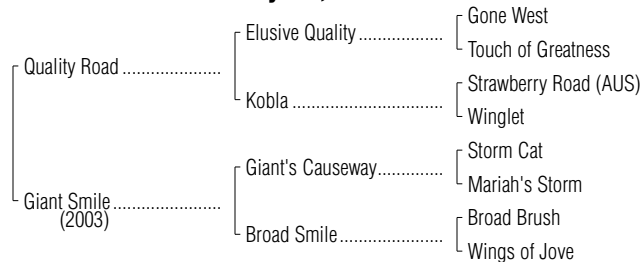 Gone West
Elusive Quality ..................
Touch of Greatness
Quality Road .....................
Strawberry Road (AUS)
Kobla ................................
Winglet
Storm Cat
Giant's Causeway..............
Mariah's Storm
Giant Smile .......................
(2003)
Broad Brush
Broad Smile......................
Wings of Jove